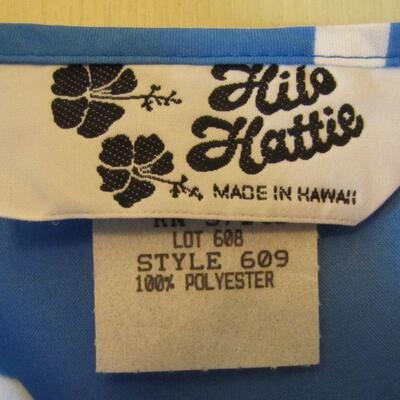 Hilo
Hattie
MADE IN HAWAII
LOT 608
STYLE 609
100% POLYESTER